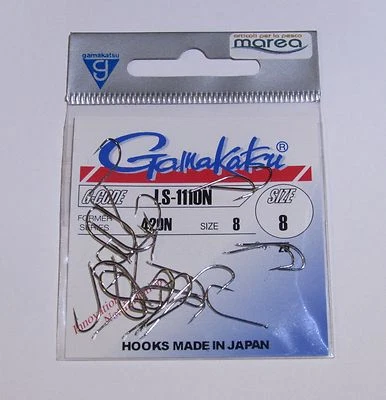 gamakatsu
g
articoli per la pesca
marea
Gamakatsu®
G-CODE LS-1110N SIZE
FORMER SERIES 420N SIZE 8 8
Innovation
HOOKS MADE IN JAPAN